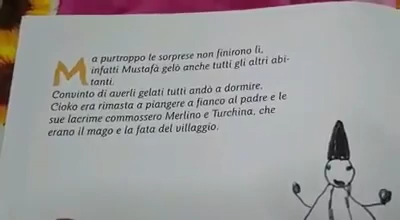 Ma purtroppo le sorprese non finirono lì,
infatti Mustafà gelò anche tutti gli altri abi-
tanti.
Convinto di averli gelati tutti andò a dormire.
Cioko era rimasta a piangere a fianco al padre e le
sue lacrime commossero Merlino e Turchina, che
erano il mago e la fata del villaggio.